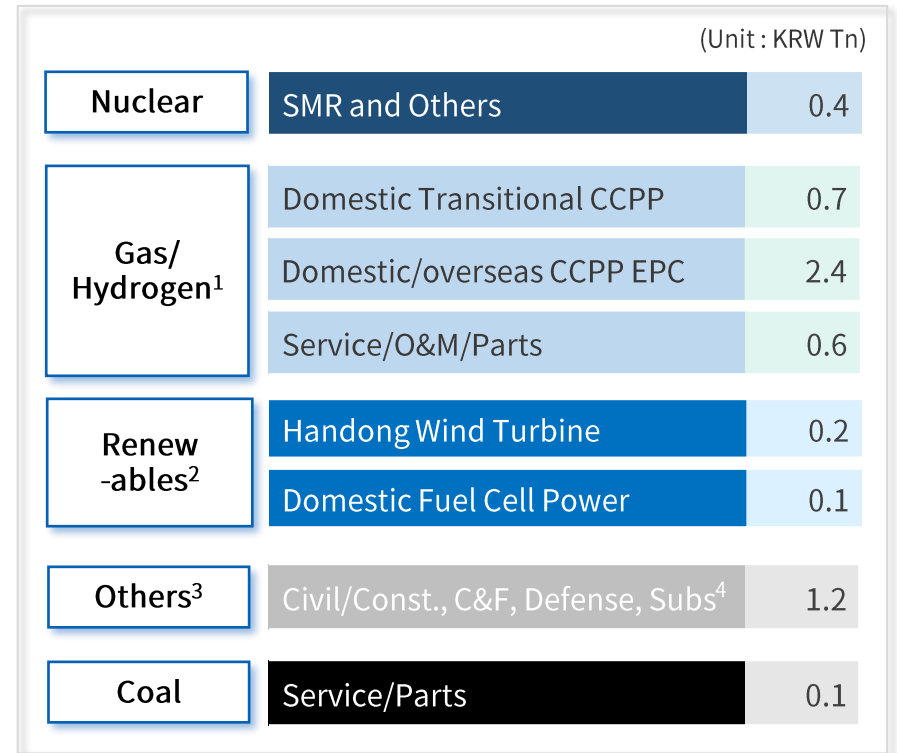 (Unit : KRW Tn)
Nuclear
SMR and Others
0.4
Gas/
Hydrogen¹
Domestic Transitional CCPP
0.7
Domestic/overseas CCPP EPC
2.4
Service/O&M/Parts
0.6
Renew
-ables²
Handong Wind Turbine
0.2
Domestic Fuel Cell Power
0.1
Others³
Civil/Const., C&F, Defense, Subs⁴
1.2
Coal
Service/Parts
0.1